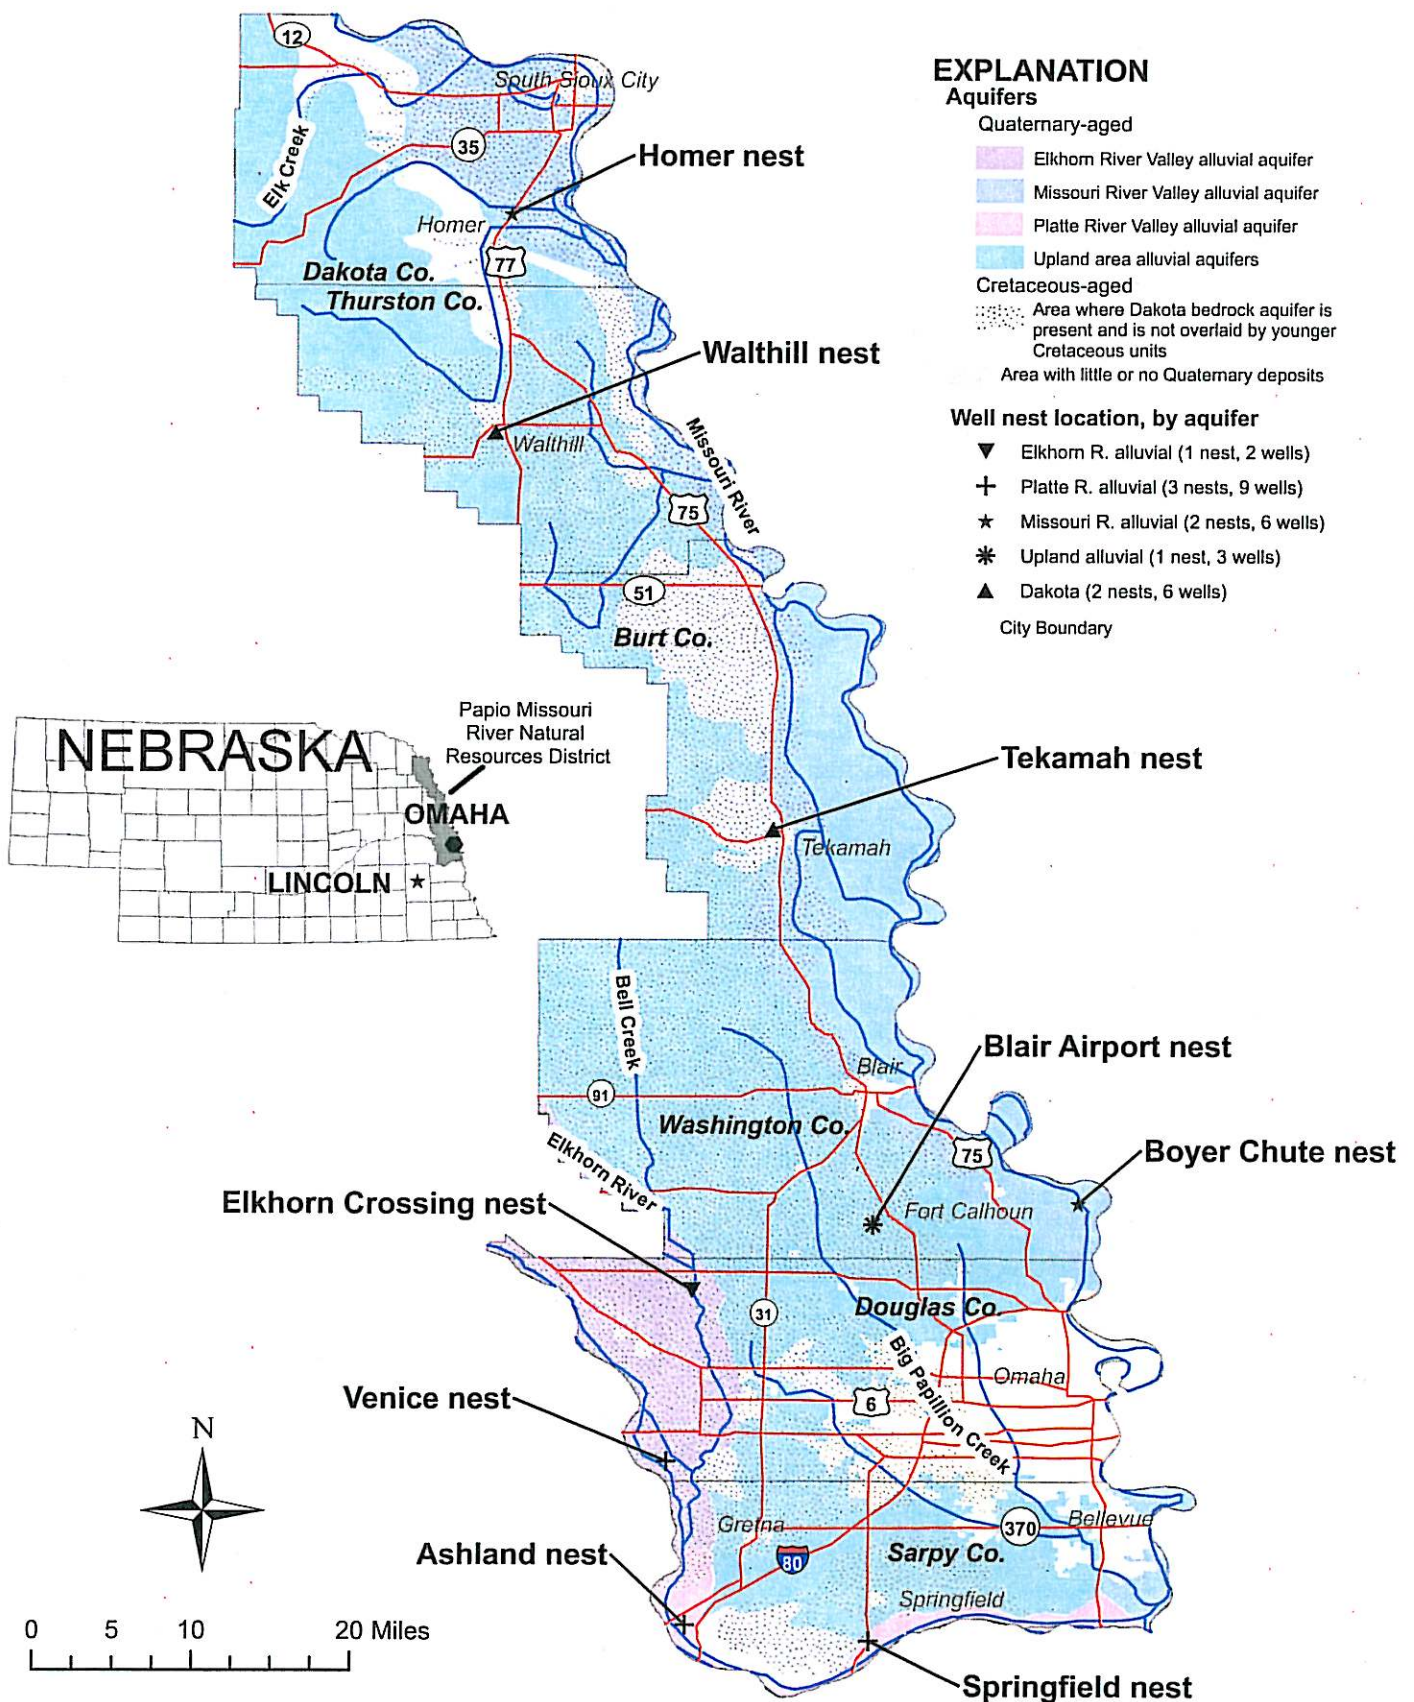 12
South Sioux City
Elk Creek
35
Homer nest
Homer
77
Dakota Co.
Thurston Co.
Walthill nest
Walthill
Missouri River
75
51
Burt Co.
EXPLANATION
Aquifers
Quaternary-aged
Elkhorn River Valley alluvial aquifer
Missouri River Valley alluvial aquifer
Platte River Valley alluvial aquifer
Upland area alluvial aquifers
Cretaceous-aged
Area where Dakota bedrock aquifer is
present and is not overlaid by younger
Cretaceous units
Area with little or no Quaternary deposits
Well nest location, by aquifer
Elkhorn R. alluvial (1 nest, 2 wells)
Platte R. alluvial (3 nests, 9 wells)
Missouri R. alluvial (2 nests, 6 wells)
Upland alluvial (1 nest, 3 wells)
Dakota (2 nests, 6 wells)
City Boundary
Papio Missouri
River Natural
Resources District
NEBRASKA
OMAHA
LINCOLN
Tekamah nest
Tekamah
Bell Creek
Blair Airport nest
Blair
91
Washington Co.
Elkhorn River
75
Boyer Chute nest
Elkhorn Crossing nest
Fort Calhoun
31
Douglas Co.
Big Papillion Creek
Omaha
Venice nest
6
N
Gretna
370
Bellevue
Ashland nest
80
Sarpy Co.
Springfield
0 5 10 20 Miles
Springfield nest